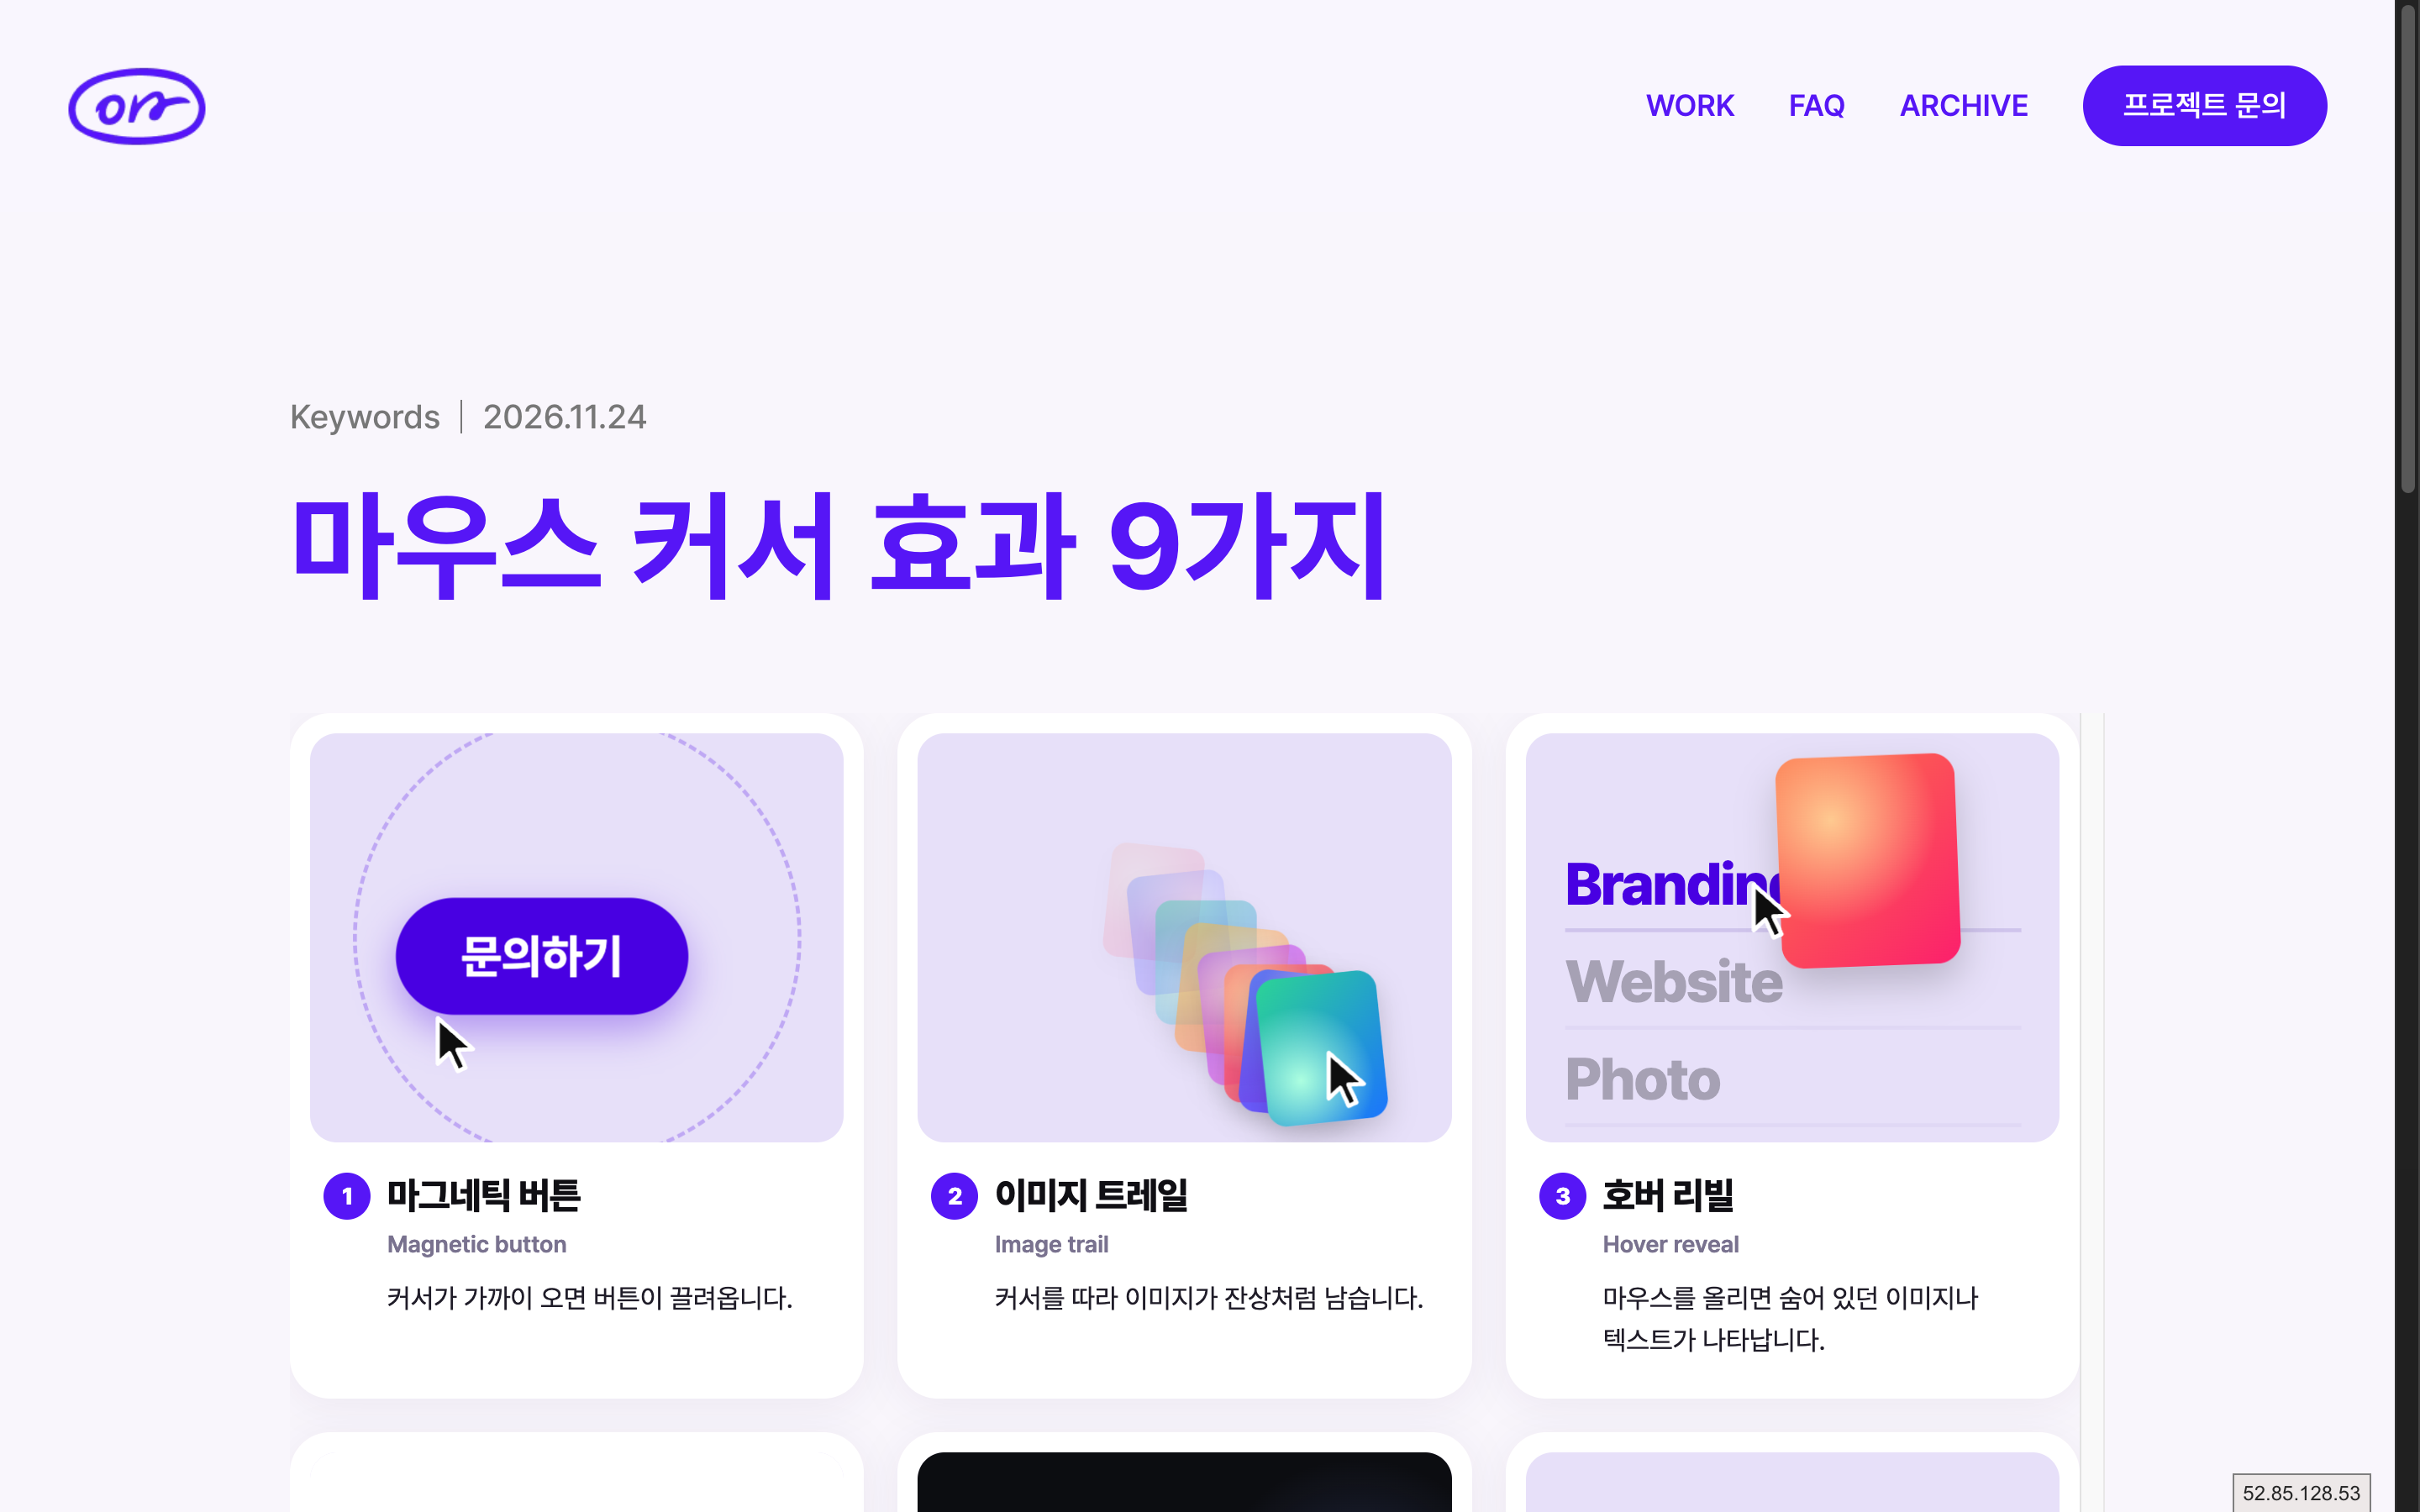 on
WORK FAQ ARCHIVE 프로젝트 문의
Keywords | 2026.11.24
마우스 커서 효과 9가지
문의하기
Branding
Website
Photo
1 마그네틱 버튼
Magnetic button
커서가 가까이 오면 버튼이 끌려옵니다.
2 이미지 트레일
Image trail
커서를 따라 이미지가 잔상처럼 남습니다.
3 호버 리빌
Hover reveal
마우스를 올리면 숨어 있던 이미지나
텍스트가 나타납니다.
52.85.128.53